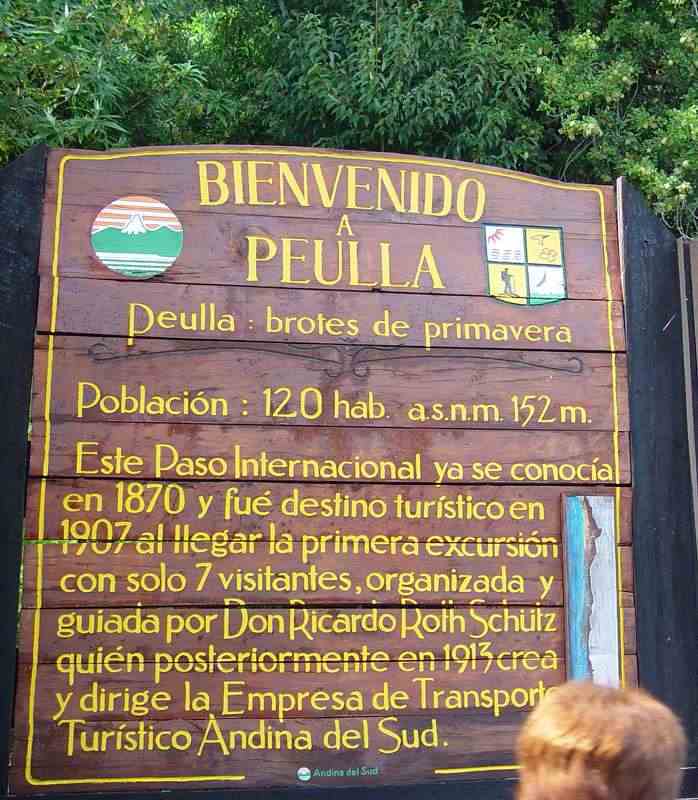 BIENVENIDO
A
PEULLA
Peulla : brotes de primavera
Población : 120 hab. a.s.n.m. 152 m.
Este Paso Internacional ya se conocía
en 1870 y fué destino turístico en
1907 al llegar la primera excursión
con solo 7 visitantes, organizada y
guiada por Don Ricardo Roth Schütz
quién posteriormente en 1913 crea
y dirige la Empresa de Transporte
Turístico Andina del Sud.
Andina del Sud